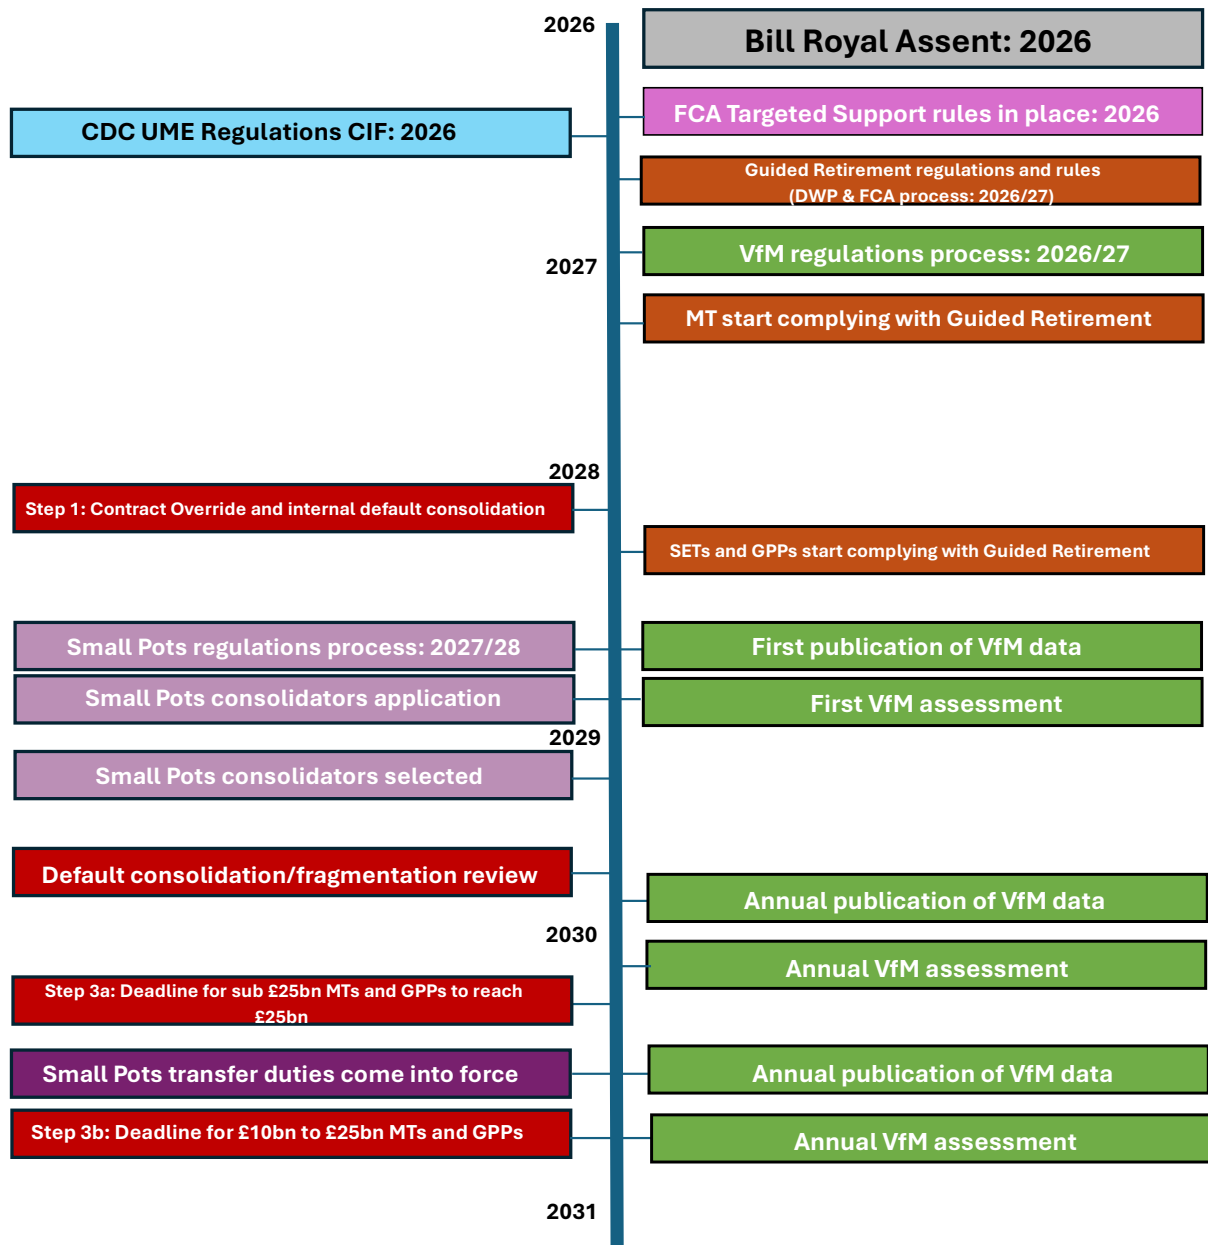 2026
Bill Royal Assent: 2026
FCA Targeted Support rules in place: 2026
CDC UME Regulations CIF: 2026
Guided Retirement regulations and rules
(DWP & FCA process: 2026/27)
VfM regulations process: 2026/27
2027
MT start complying with Guided Retirement
2028
Step 1: Contract Override and internal default consolidation
SETs and GPPs start complying with Guided Retirement
Small Pots regulations process: 2027/28
First publication of VfM data
Small Pots consolidators application
First VfM assessment
2029
Small Pots consolidators selected
Default consolidation/fragmentation review
Annual publication of VfM data
2030
Annual VfM assessment
Step 3a: Deadline for sub £25bn MTs and GPPs to reach
£25bn
Small Pots transfer duties come into force
Annual publication of VfM data
Step 3b: Deadline for £10bn to £25bn MTs and GPPs
Annual VfM assessment
2031